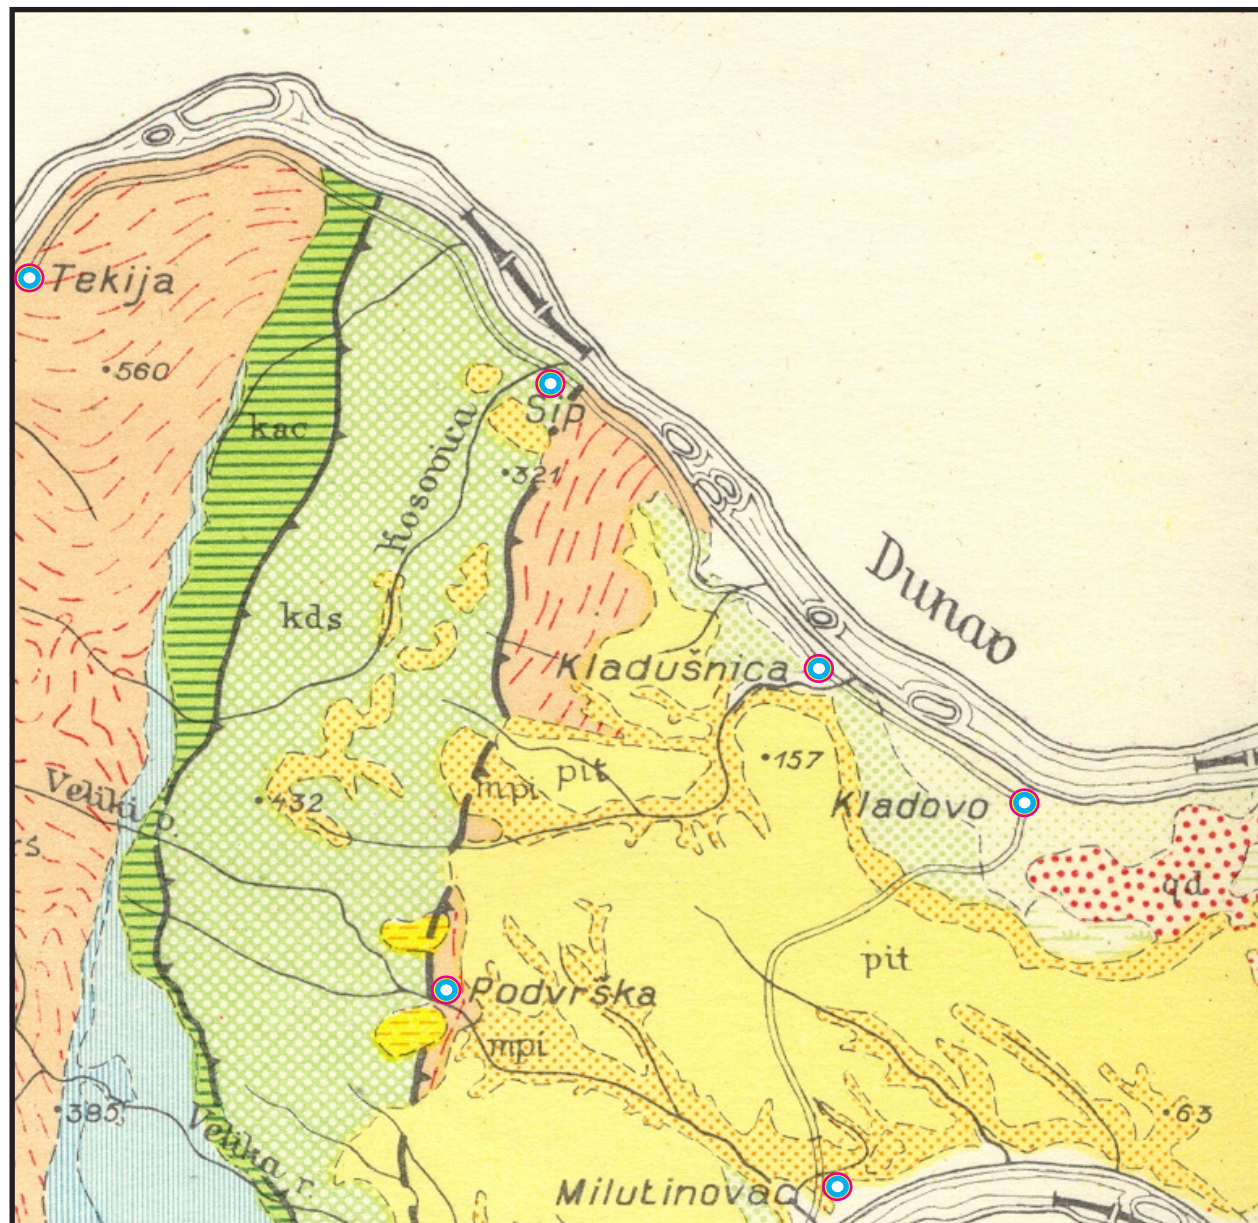 Tekija
560
kac
Sip
321
Kosovica
Dunav
kds
Kladušnica
157
pit
mpi
Kladovo
432
Veliki p.
qd
pit
Podvrška
mpi
385
63
Velika r.
Milutinovac